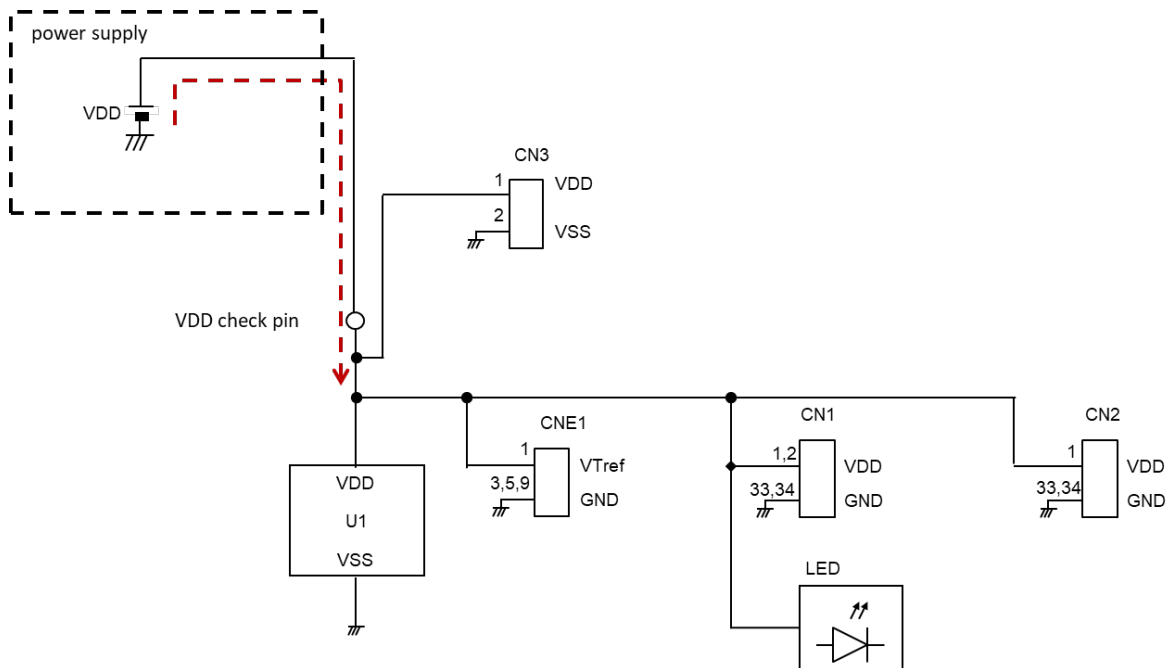 power supply
VDD
CN3
1
VDD
2
VSS
VDD check pin
CNE1
1
VTref
3,5,9
GND
CN1
1,2
VDD
33,34
GND
CN2
1
VDD
33,34
GND
VDD
U1
VSS
LED